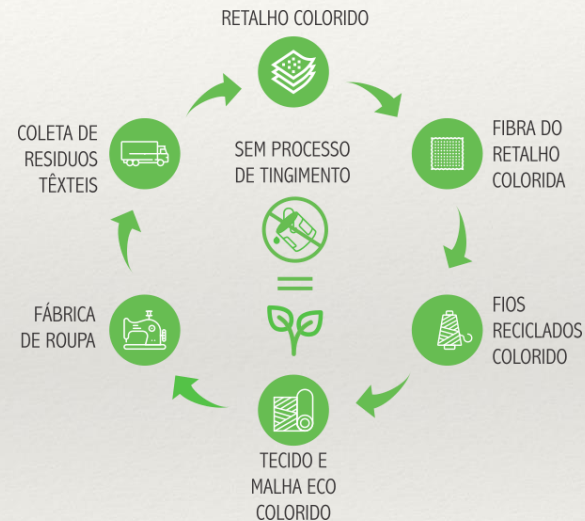 RETALHO COLORIDO
FIBRA DO
RETALHO
COLORIDA
FIOS
RECICLADOS
COLORIDO
TECIDO E
MALHA ECO
COLORIDO
FÁBRICA
DE ROUPA
COLETA DE
RESIDUOS
TÊXTEIS
SEM PROCESSO
DE TINGIMENTO
=